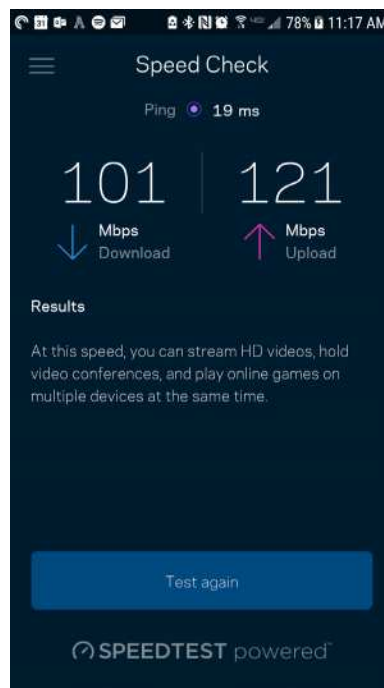 78% 11:17 AM
Speed Check
Ping 19 ms
101 121
Mbps Mbps
Download Upload
Results
At this speed, you can stream HD videos, hold
video conferences, and play online games on
multiple devices at the same time.
Test again
SPEEDTEST powered™